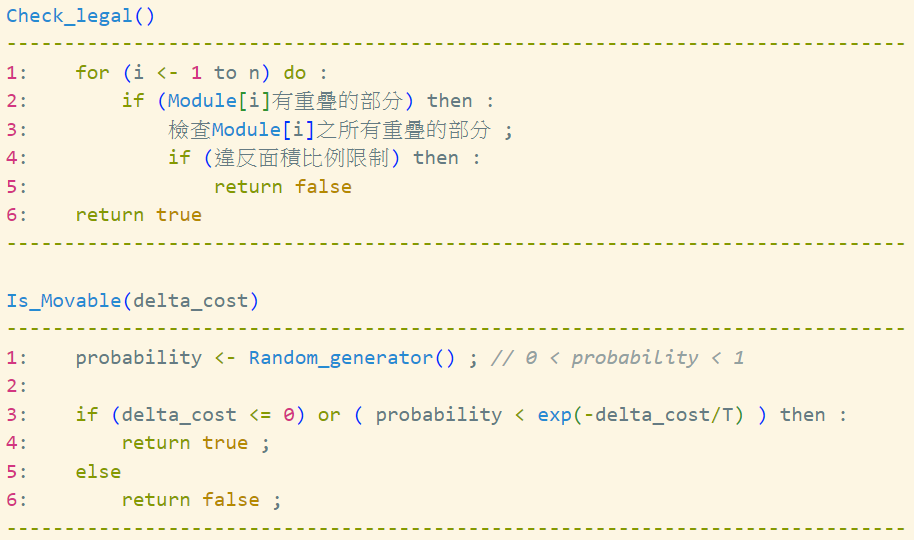 Check_legal()
------------------------------------------------------------------------------
1:    for (i <- 1 to n) do :
2:        if (Module[i]有重疊的部分) then :
3:            檢查Module[i]之所有重疊的部分 ;
4:            if (違反面積比例限制) then :
5:                return false
6:    return true
------------------------------------------------------------------------------
Is_Movable(delta_cost)
------------------------------------------------------------------------------
1:    probability <- Random_generator() ; // 0 < probability < 1
2:
3:    if (delta_cost <= 0) or ( probability < exp(-delta_cost/T) ) then :
4:        return true ;
5:    else
6:        return false ;
------------------------------------------------------------------------------